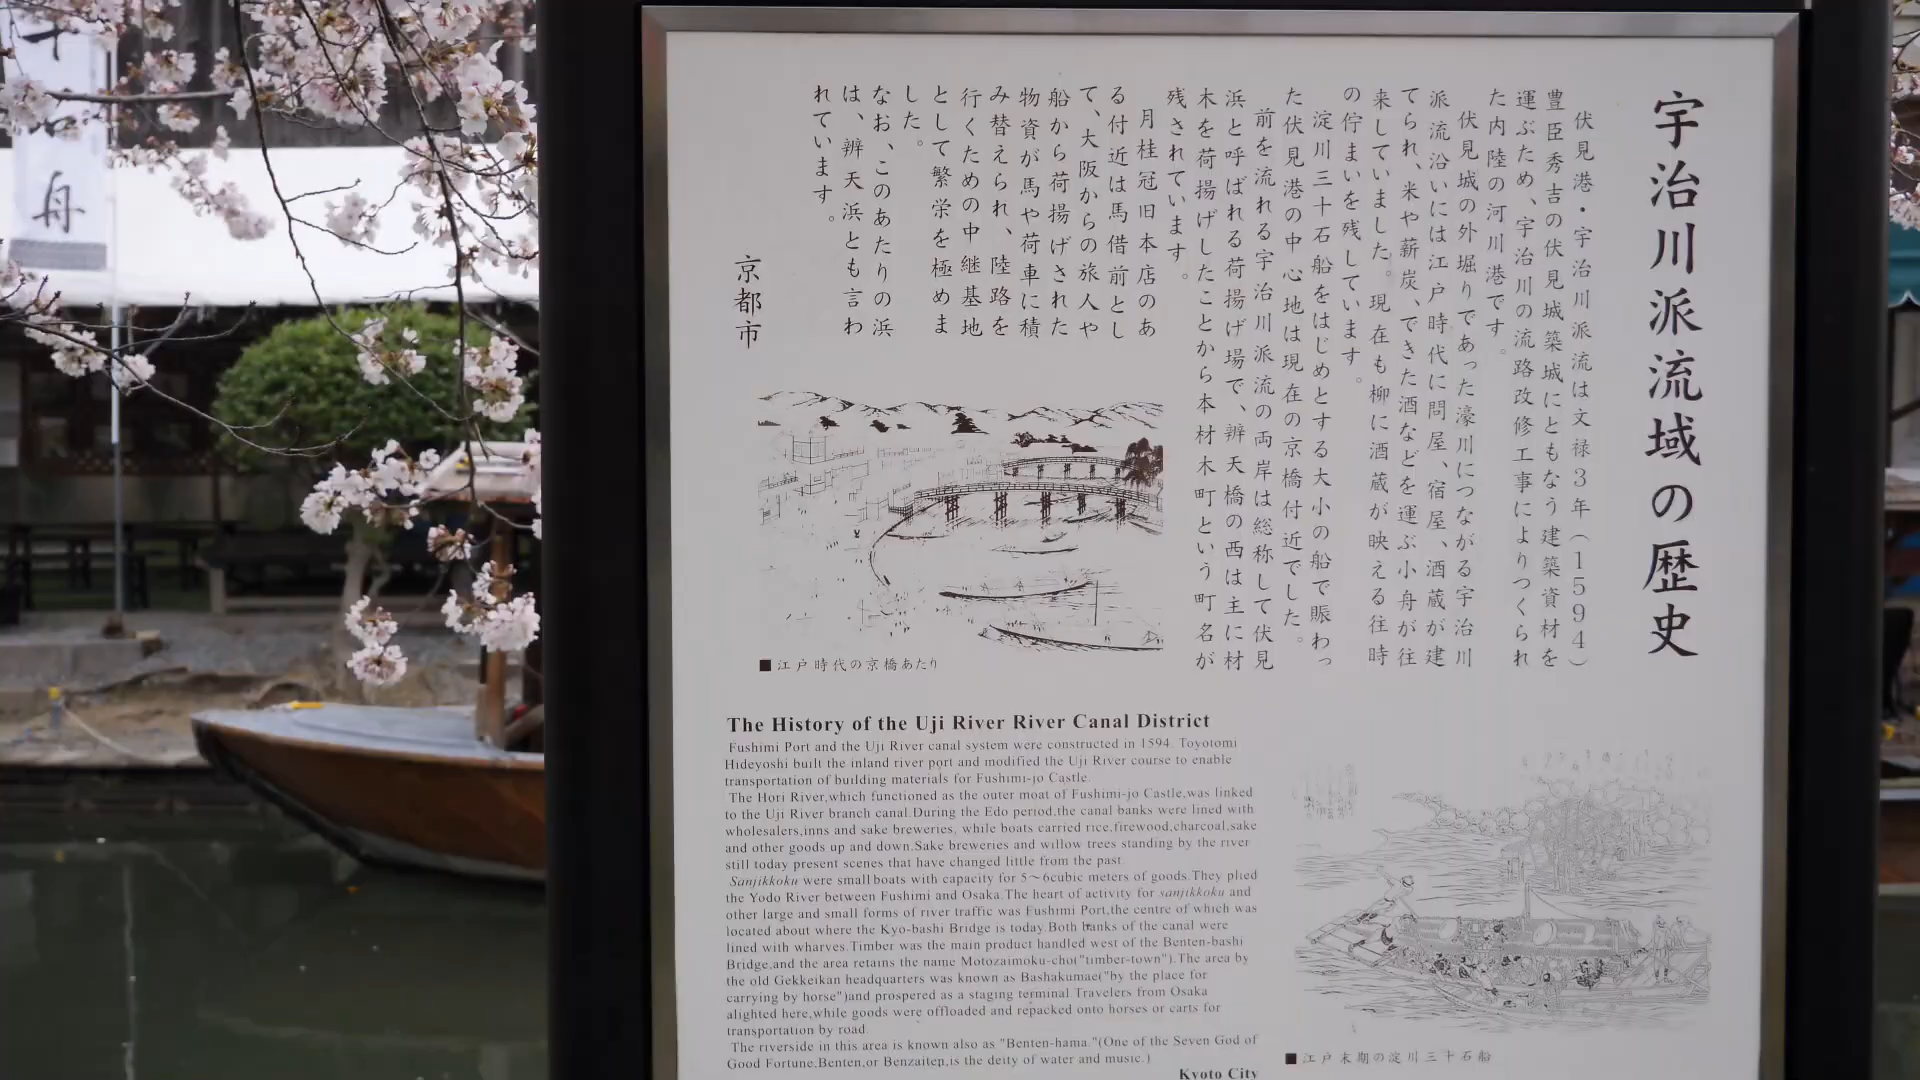 舟
宇治川派流域の歴史
伏見港・宇治川派流は文禄3年(1594)
豊臣秀吉の伏見城築城にともなう建築資材を
運ぶため、宇治川の流路改修工事によりつくられ
た内陸の河川港です。
伏見城の外堀りであった濠川につながる宇治川
派流沿いには江戸時代に問屋、宿屋、酒蔵が建
てられ、米や薪炭、できた酒などを運ぶ小舟が往
来していました。現在も柳に酒蔵が映える往時
の佇まいを残しています。
淀川三十石船をはじめとする大小の船で賑わっ
た伏見港の中心地は現在の京橋付近でした。
前を流れる宇治川派流の両岸は総称して伏見
浜と呼ばれる荷揚げ場で、辨天橋の西は主に材
木を荷揚げしたことから本材木町という町名が
残されています。
月桂冠旧本店のあ
る付近は馬借前とし
て、大阪からの旅人や
船から荷揚げされた
物資が馬や荷車に積
み替えられ、陸路を
行くための中継基地
として繁栄を極めま
した。
なお、このあたりの浜
は、辨天浜とも言わ
れています。
京都市
■江戸時代の京橋あたり
The History of the Uji River River Canal District
Fushimi Port and the Uji River canal system were constructed in 1594. Toyotomi
Hideyoshi built the inland river port and modified the Uji River course to enable
transportation of building materials for Fushimi-jo Castle.
The Hori River,which functioned as the outer moat of Fushimi-jo Castle,was linked
to the Uji River branch canal.During the Edo period,the canal banks were lined with
wholesalers,inns and sake breweries, while boats carried rice,firewood,charcoal,sake
and other goods up and down.Sake breweries and willow trees standing by the river
still today present scenes that have changed little from the past.
Sanjikkoku were small boats with capacity for 5〜6cubic meters of goods.They plied
the Yodo River between Fushimi and Osaka.The heart of activity for sanjikkoku and
other large and small forms of river traffic was Fushimi Port,the centre of which was
located about where the Kyo-bashi Bridge is today.Both banks of the canal were
lined with wharves.Timber was the main product handled west of the Benten-bashi
Bridge,and the area retains the name Motozaimoku-cho("timber-town").The area by
the old Gekkeikan headquarters was known as Bashakumae("by the place for
carrying by horse")and prospered as a staging terminal.Travelers from Osaka
alighted here,while goods were offloaded and repacked onto horses or carts for
transportation by road.
The riverside in this area is known also as "Benten-hama."(One of the Seven God of
Good Fortune,Benten,or Benzaiten,is the deity of water and music.)
Kyoto City
■江戸末期の淀川三十石船